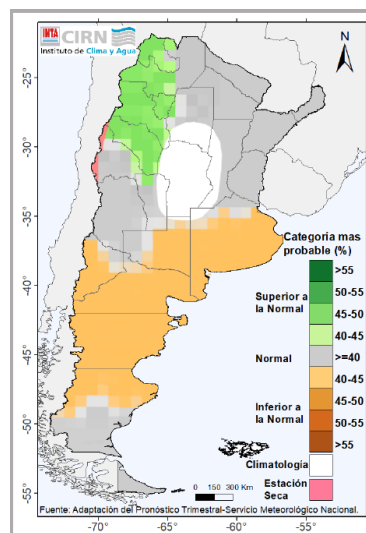 INTA CIRN
Instituto de Clima y Agua
N
-25°
-30°
-35°
-40°
-45°
-50°
-55°
Categoría mas
probable (%)
>55
50-55
Superior a
la Normal
45-50
40-45
Normal
>=40
40-45
45-50
Inferior a
la Normal
50-55
>55
Climatología
Estación
Seca
0 150 300 Km
Fuente: Adaptación del Pronóstico Trimestral-Servicio Meteorológico Nacional.
-70°
-65°
-60°
-55°